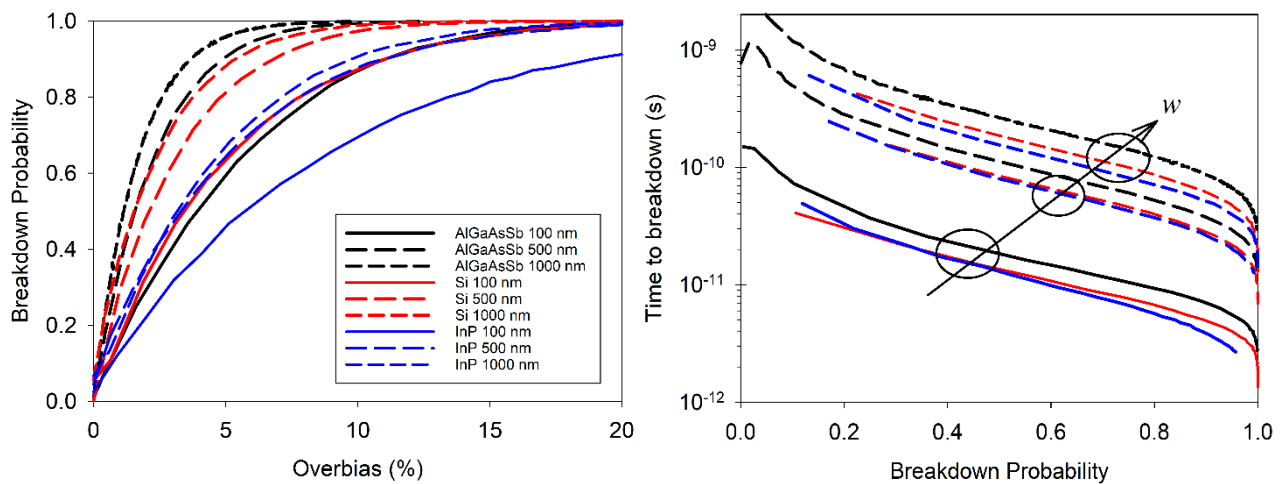 1.0
0.8
0.6
0.4
0.2
0.0
Breakdown Probability
0 5 10 15 20
Overbias (%)
AlGaAsSb 100 nm
AlGaAsSb 500 nm
AlGaAsSb 1000 nm
Si 100 nm
Si 500 nm
Si 1000 nm
InP 100 nm
InP 500 nm
InP 1000 nm
10-9
10-10
10-11
10-12
Time to breakdown (s)
w
0.0 0.2 0.4 0.6 0.8 1.0
Breakdown Probability